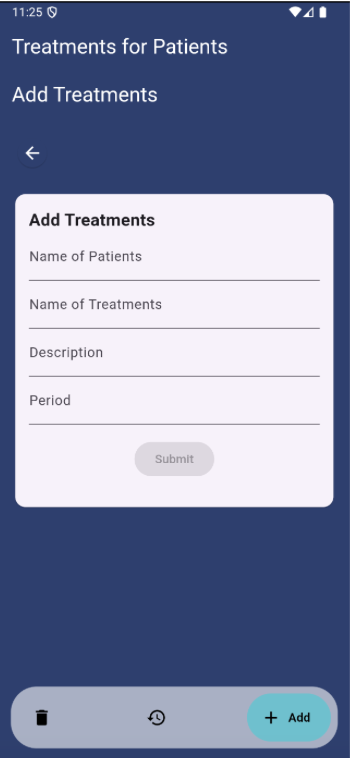 11:25
Treatments for Patients
Add Treatments
Add Treatments
Name of Patients
Name of Treatments
Description
Period
Submit
Add